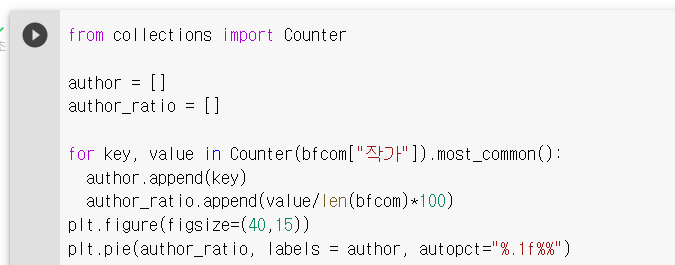 from collections import Counter
author = []
author_ratio = []
for key, value in Counter(bfcom["작가"]).most_common():
  author.append(key)
  author_ratio.append(value/len(bfcom)*100)
plt.figure(figsize=(40,15))
plt.pie(author_ratio, labels = author, autopct="%.1f%%")